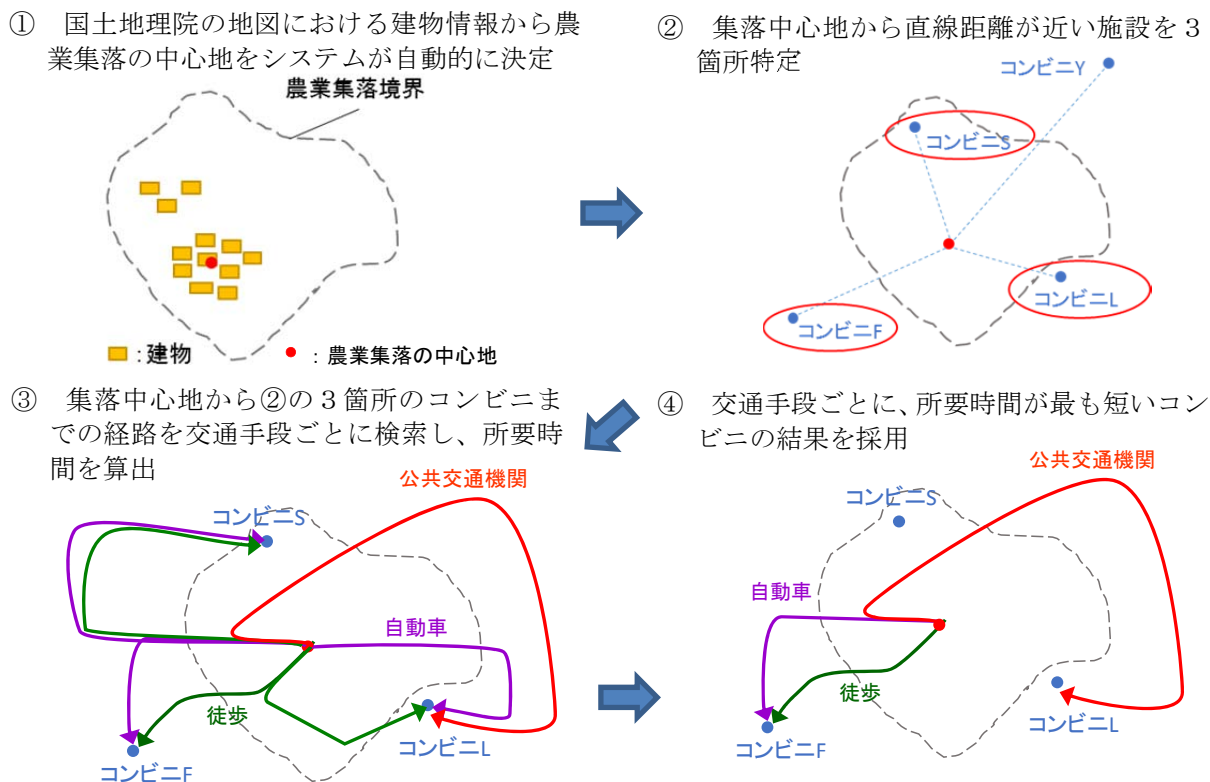 ① 国土地理院の地図における建物情報から農
業集落の中心地をシステムが自動的に決定
農業集落境界
:建物
:農業集落の中心地
② 集落中心地から直線距離が近い施設を３
箇所特定
コンビニY
コンビニS
コンビニL
コンビニF
③ 集落中心地から②の３箇所のコンビニま
での経路を交通手段ごとに検索し、所要時
間を算出
公共交通機関
コンビニS
自動車
徒歩
コンビニL
コンビニF
④ 交通手段ごとに、所要時間が最も短いコン
ビニの結果を採用
公共交通機関
コンビニS
自動車
徒歩
コンビニL
コンビニF